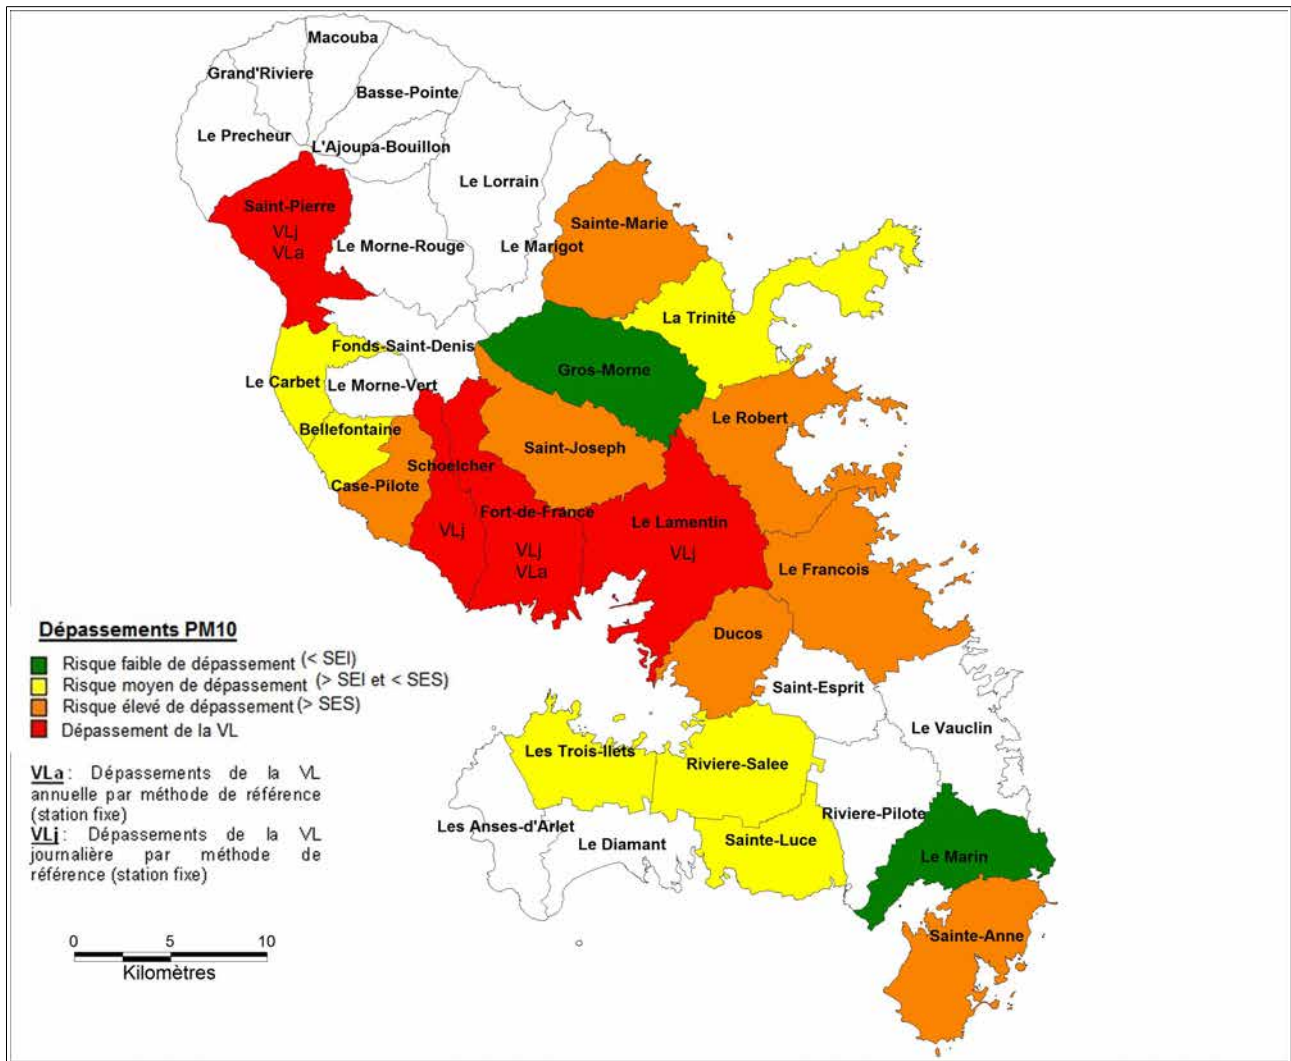 Macouba
Grand'Riviere
Basse-Pointe
Le Precheur
L'Ajoupa-Bouillon
Le Lorrain
Saint-Pierre
VLj
VLa
Sainte-Marie
Le Morne-Rouge
Le Marigot
La Trinité
Fonds-Saint-Denis
Gros-Morne
Le Carbet
Le Morne-Vert
Le Robert
Bellefontaine
Saint-Joseph
Schoelcher
Case-Pilote
Fort-de-France
Le Lamentin
VLj
VLj
VLa
VLj
Le Francois
Ducos
Saint-Esprit
Le Vauclin
Les Trois-Ilets
Riviere-Salee
Riviere-Pilote
Les Anses-d'Arlet
Le Diamant
Sainte-Luce
Le Marin
Sainte-Anne
Dépassements PM10
Risque faible de dépassement (< SEI)
Risque moyen de dépassement (> SEI et < SES)
Risque élevé de dépassement (> SES)
Dépassement de la VL
VLa : Dépassements de la VL
annuelle par méthode de référence
(station fixe)
VLj : Dépassements de la VL
journalière par méthode de
référence (station fixe)
0 5 10
Kilomètres